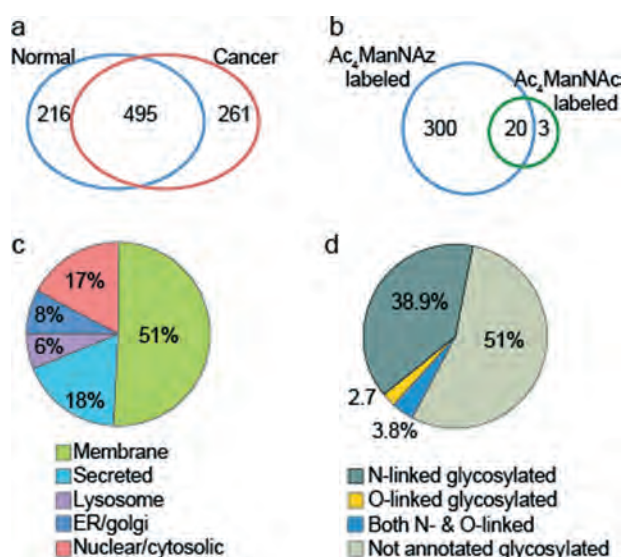 a
Normal
Cancer
216
495
261
b
Ac4ManNAz
labeled
Ac4ManNAc
labeled
300
20
3
c
17%
8%
6%
18%
51%
Membrane
Secreted
Lysosome
ER/golgi
Nuclear/cytosolic
d
38.9%
51%
2.7
3.8%
N-linked glycosylated
O-linked glycosylated
Both N- & O-linked
Not annotated glycosylated